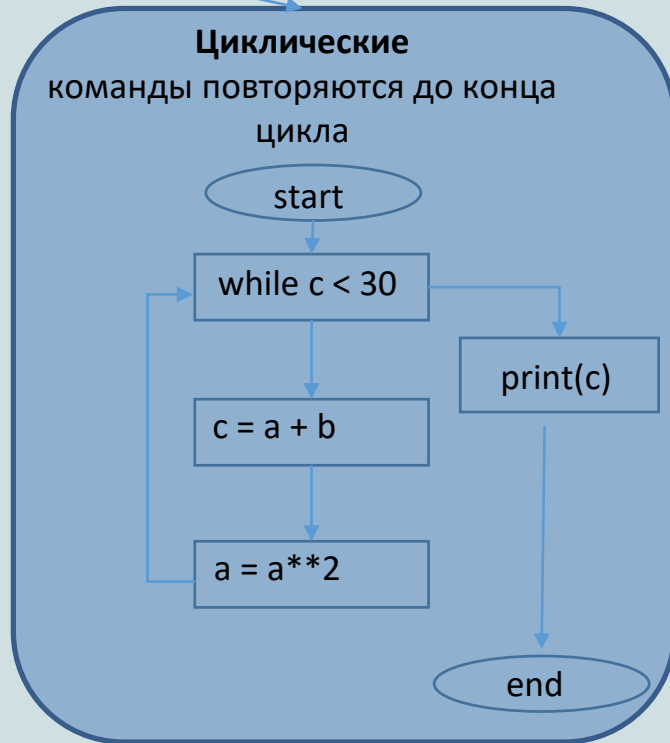 Циклические
команды повторяются до конца
цикла
start
while c < 30
print(c)
c = a + b
a = a**2
end